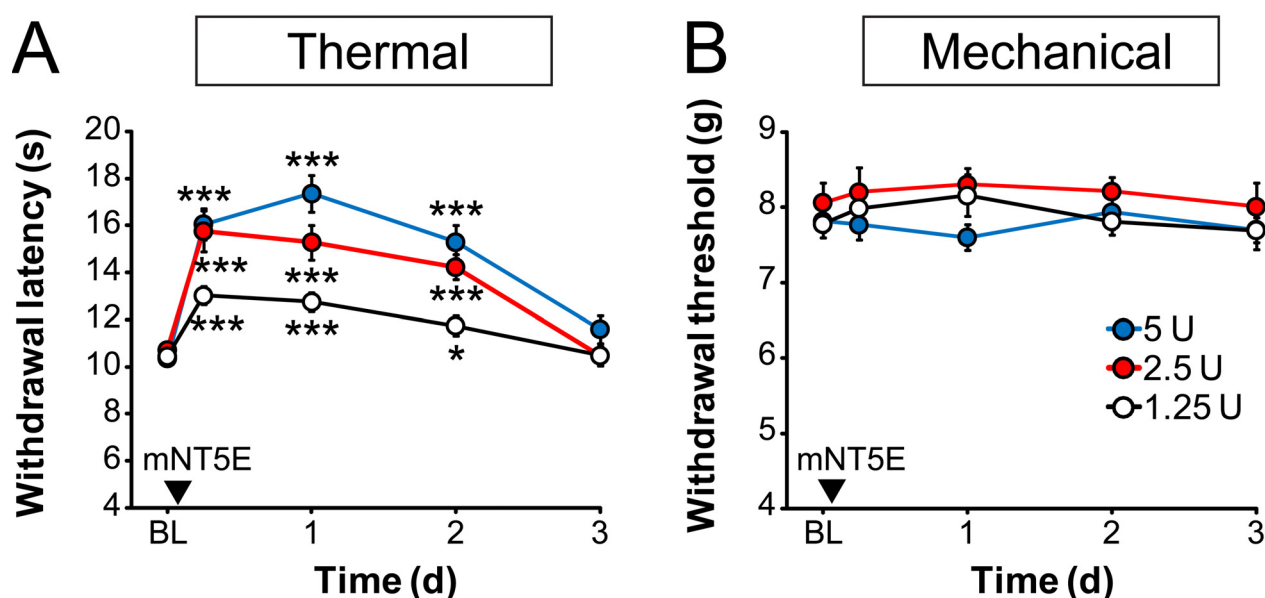 A
Thermal
Withdrawal latency (s)
20
18
16
14
12
10
8
6
4
***
***
***
***
***
***
***
***
*
mNT5E
BL
1
2
3
Time (d)
B
Mechanical
Withdrawal threshold (g)
9
8
7
6
5
4
5 U
2.5 U
1.25 U
mNT5E
BL
1
2
3
Time (d)